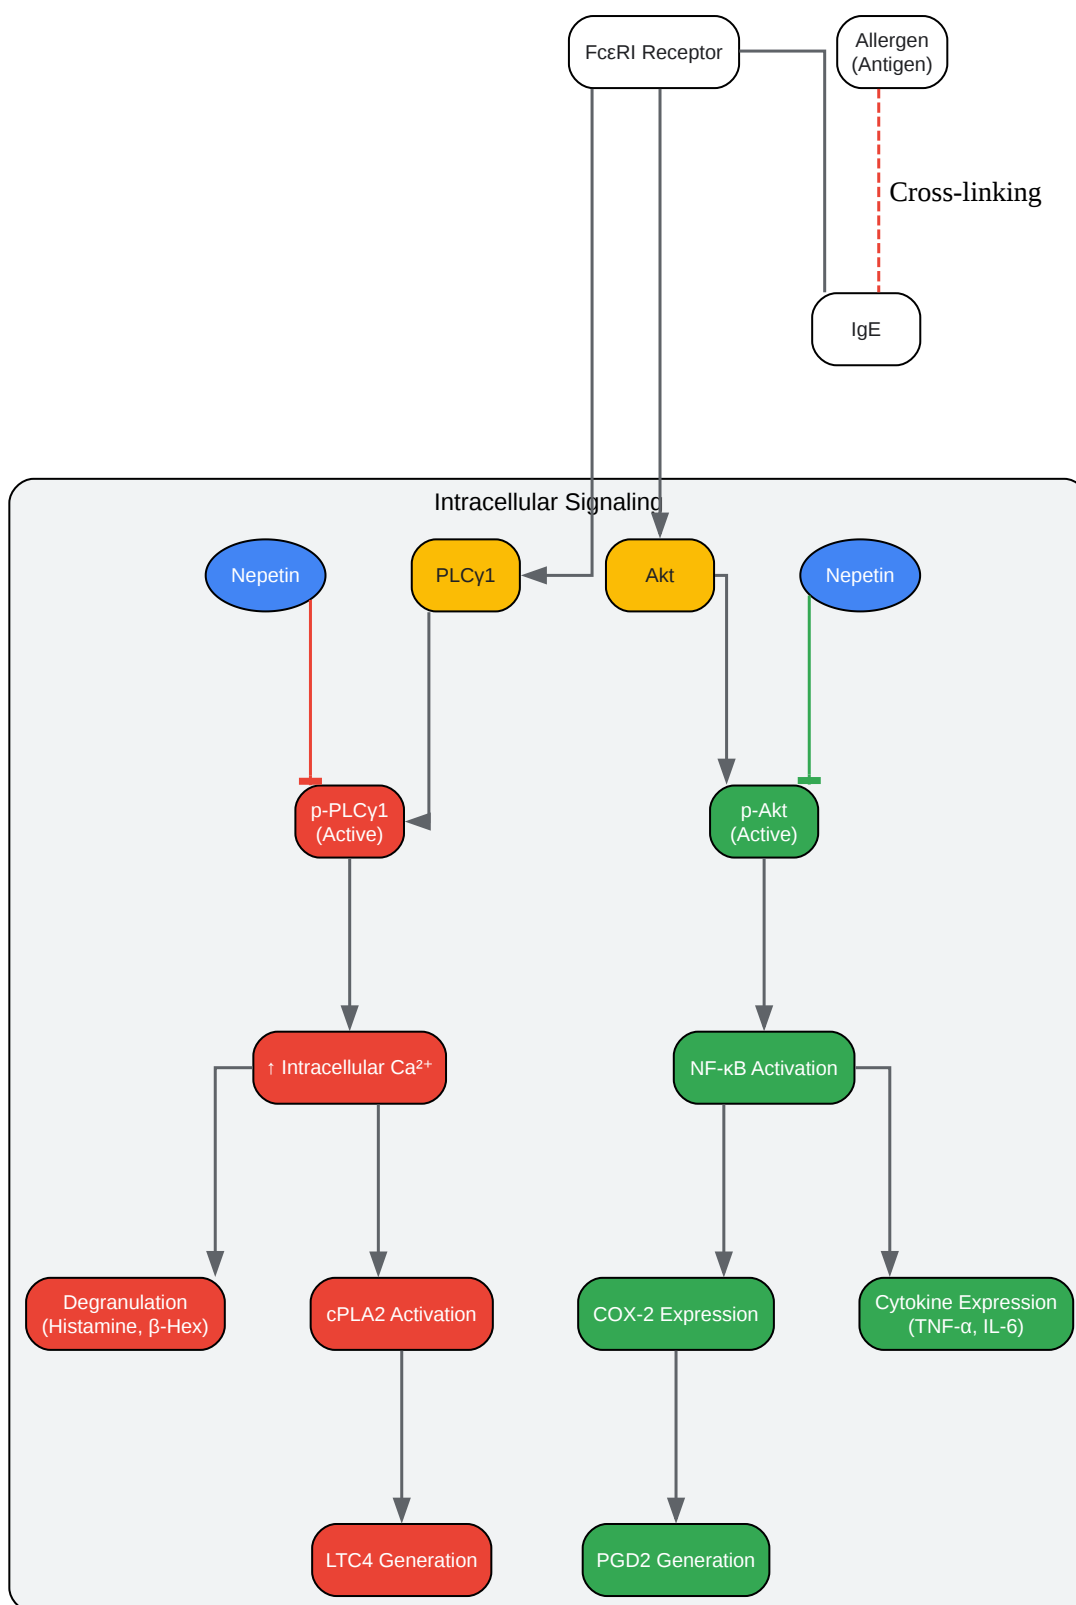 FcεRI Receptor
Allergen
(Antigen)
Cross-linking
IgE
Intracellular Signaling
Nepetin
PLCγ1
Akt
Nepetin
p-PLCγ1
(Active)
p-Akt
(Active)
↑ Intracellular Ca²⁺
NF-κB Activation
Degranulation
(Histamine, β-Hex)
cPLA2 Activation
COX-2 Expression
Cytokine Expression
(TNF-α, IL-6)
LTC4 Generation
PGD2 Generation